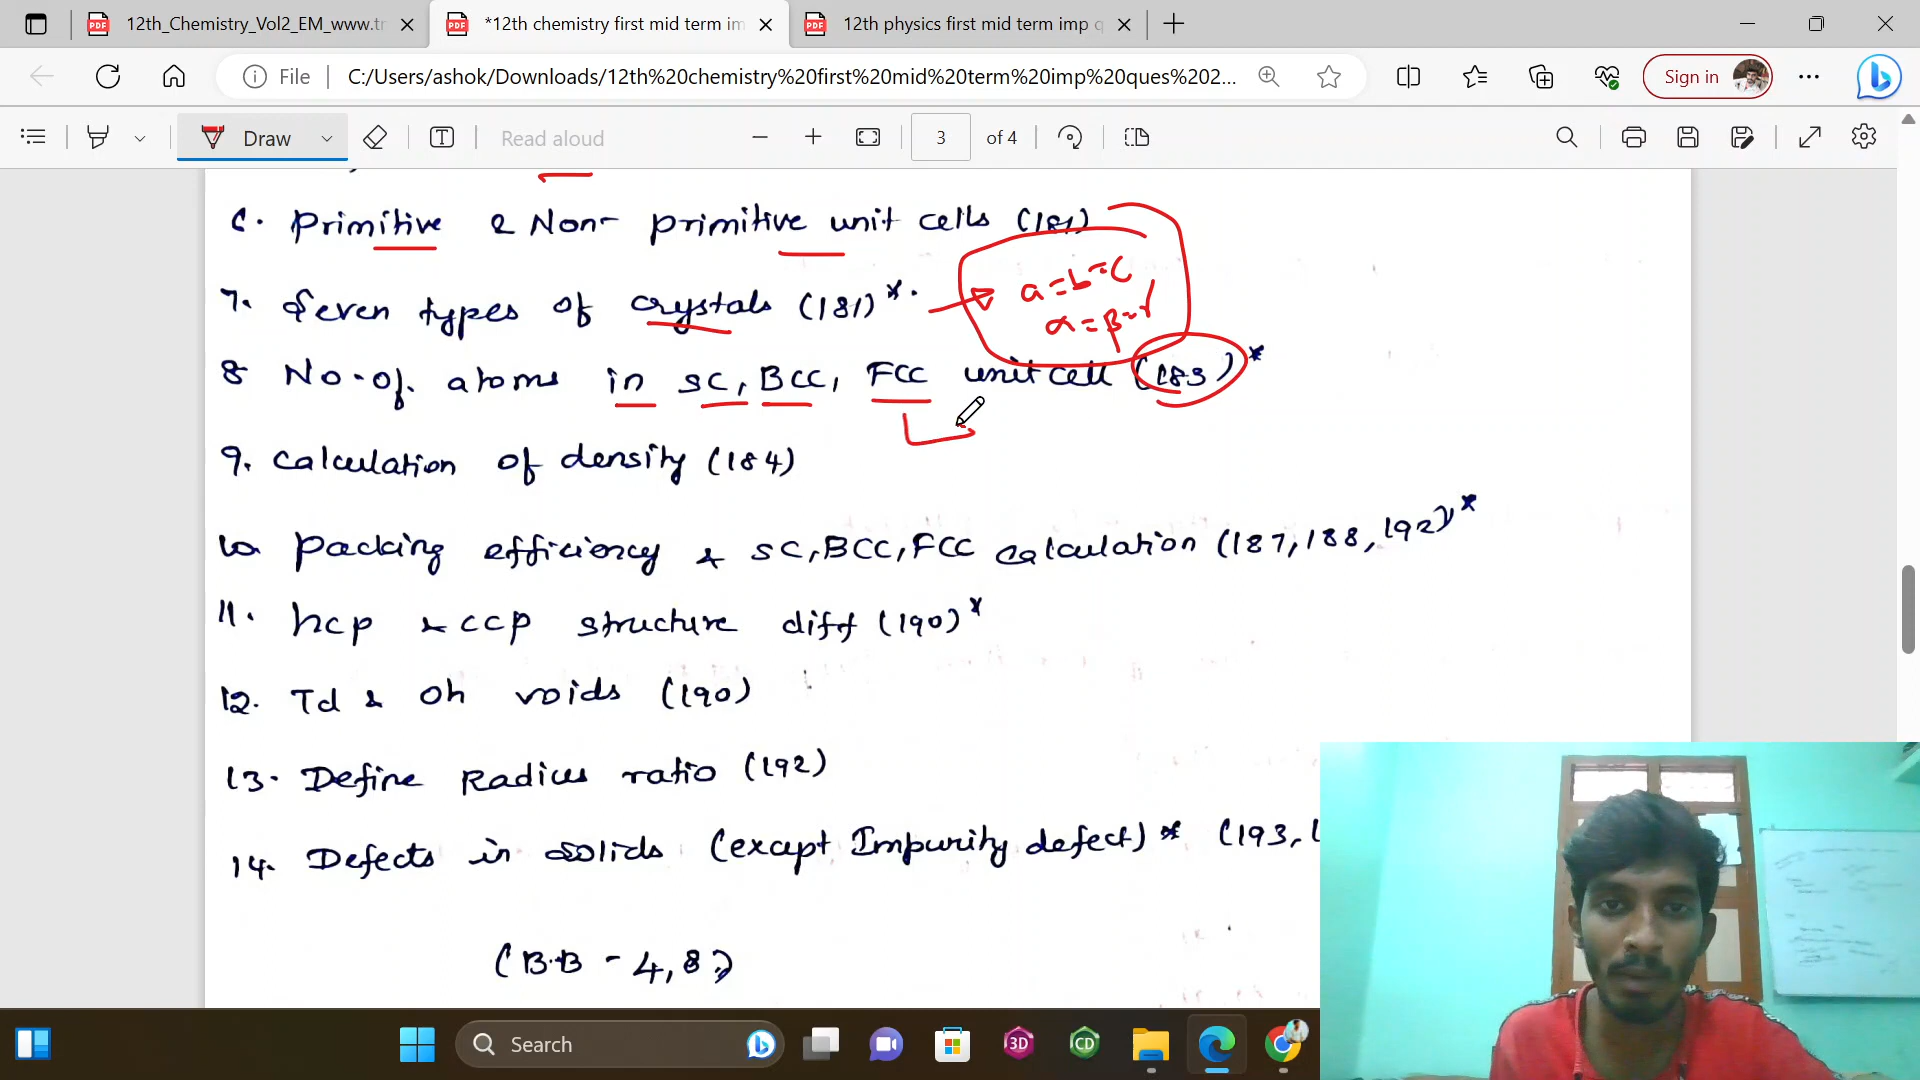 12th_Chemistry_Vol2_EM_www.tr
*12th chemistry first mid term im
12th physics first mid term imp q
File
C:/Users/ashok/Downloads/12th%20chemistry%20first%20mid%20term%20imp%20ques%202...
Sign in
Draw
Read aloud
3 of 4
6. Primitive & Non- primitive unit cells (181)
a=b=c
7. Seven types of crystals (181)*.
α=β=γ
8 No.of. atoms in SC, BCC, FCC unit cell (183)*
9. Calculation of density (184)
10 Packing efficiency & SC, BCC, FCC calculation (187, 188, 192)*
11. hcp & ccp structure diff (190)*
12. Td & Oh voids (190)
13. Define Radius ratio (192)
14. Defects in solids (except Impurity defect) * (193, 1
(B.B - 4, 8)
Search
3D
CD